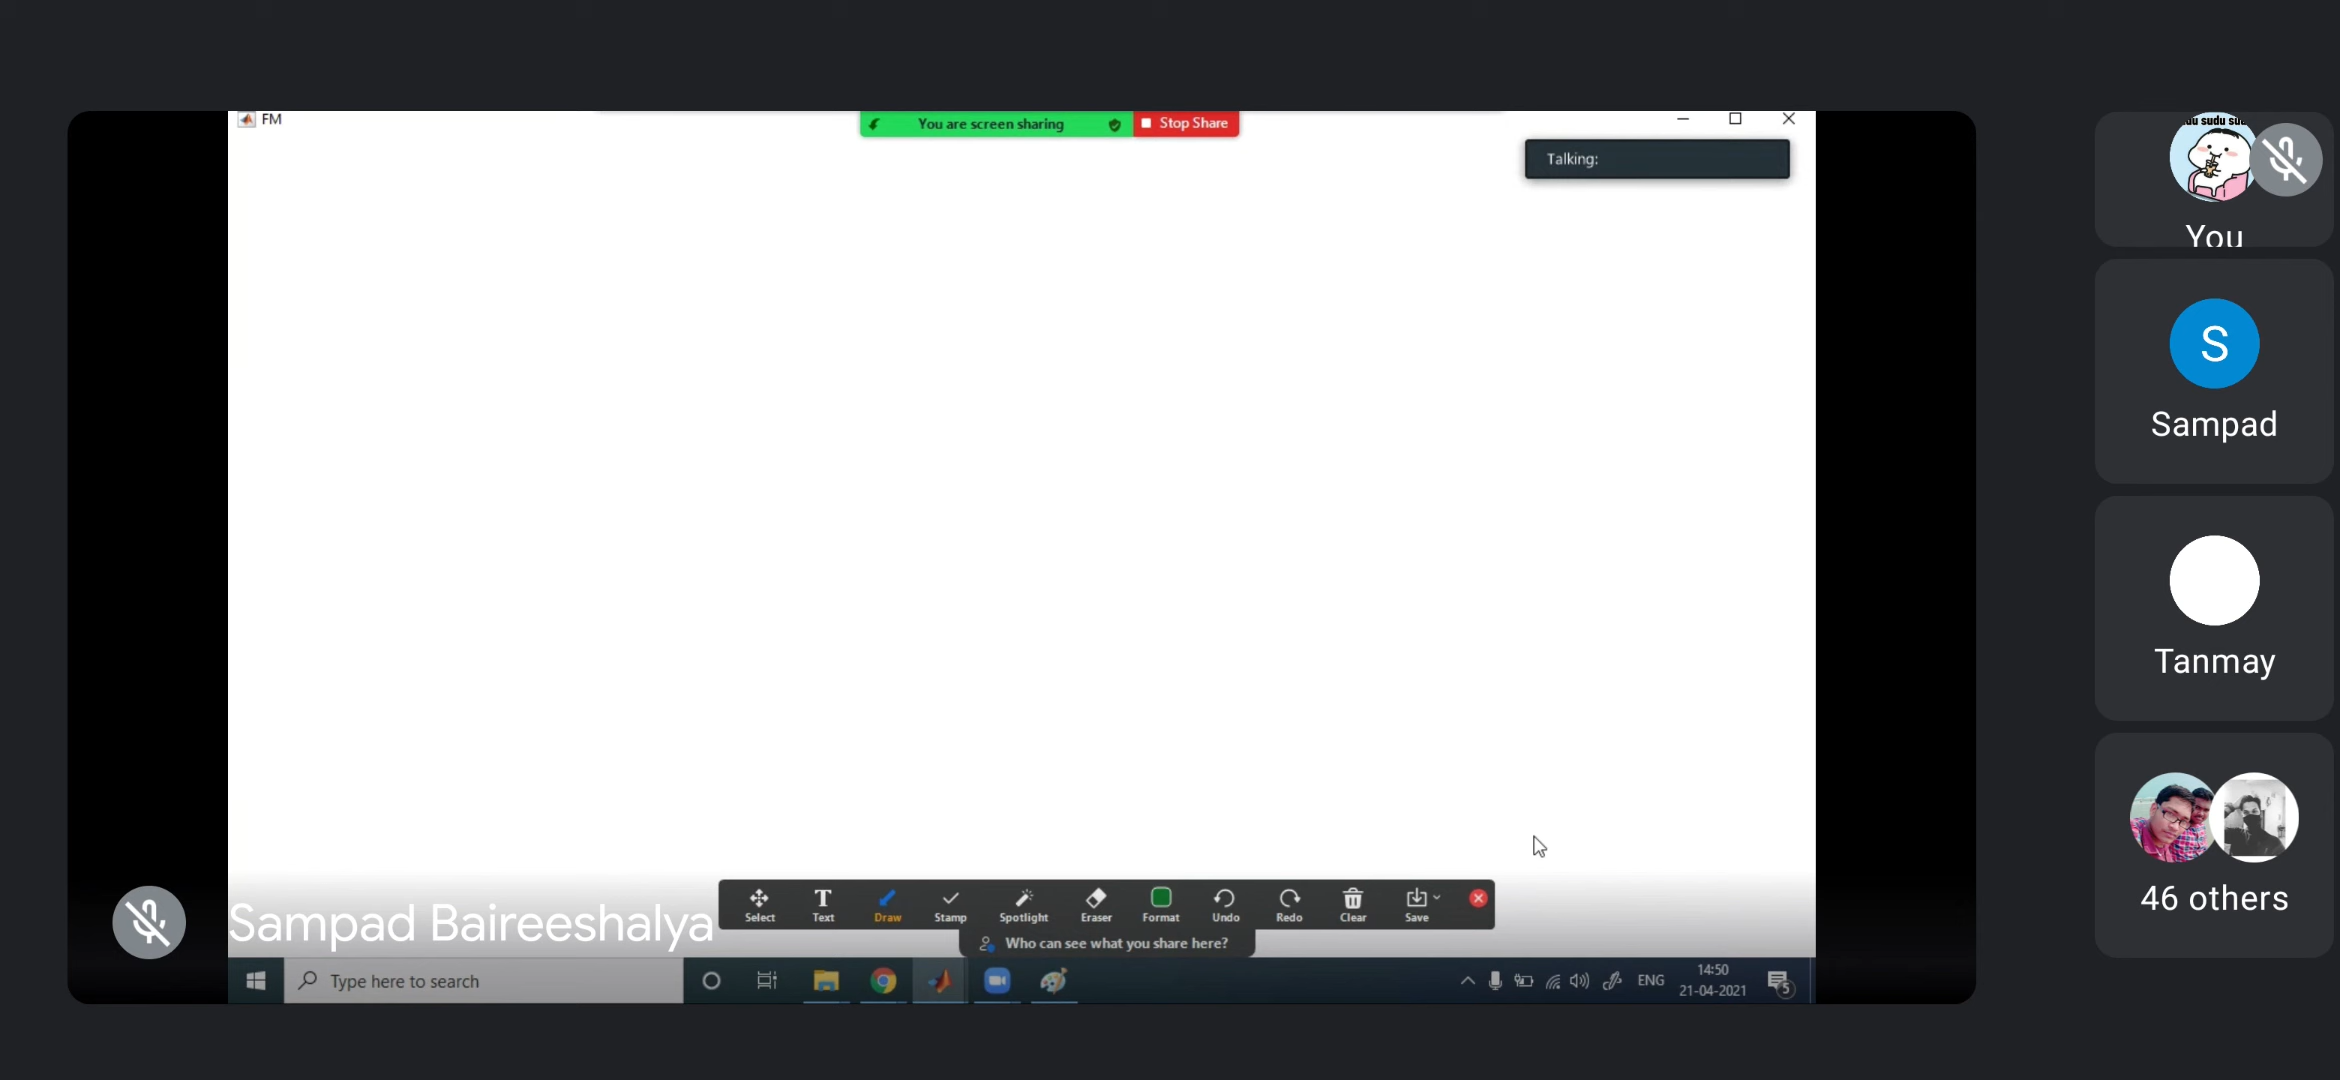 FM
You are screen sharing
Stop Share
Talking:
sudu
You
S
Sampad
Tanmay
46 others
Select
Text
Draw
Stamp
Spotlight
Eraser
Format
Undo
Redo
Clear
Save
Sampad Baireeshalya
Who can see what you share here?
Type here to search
ENG
14:50
21-04-2021
5